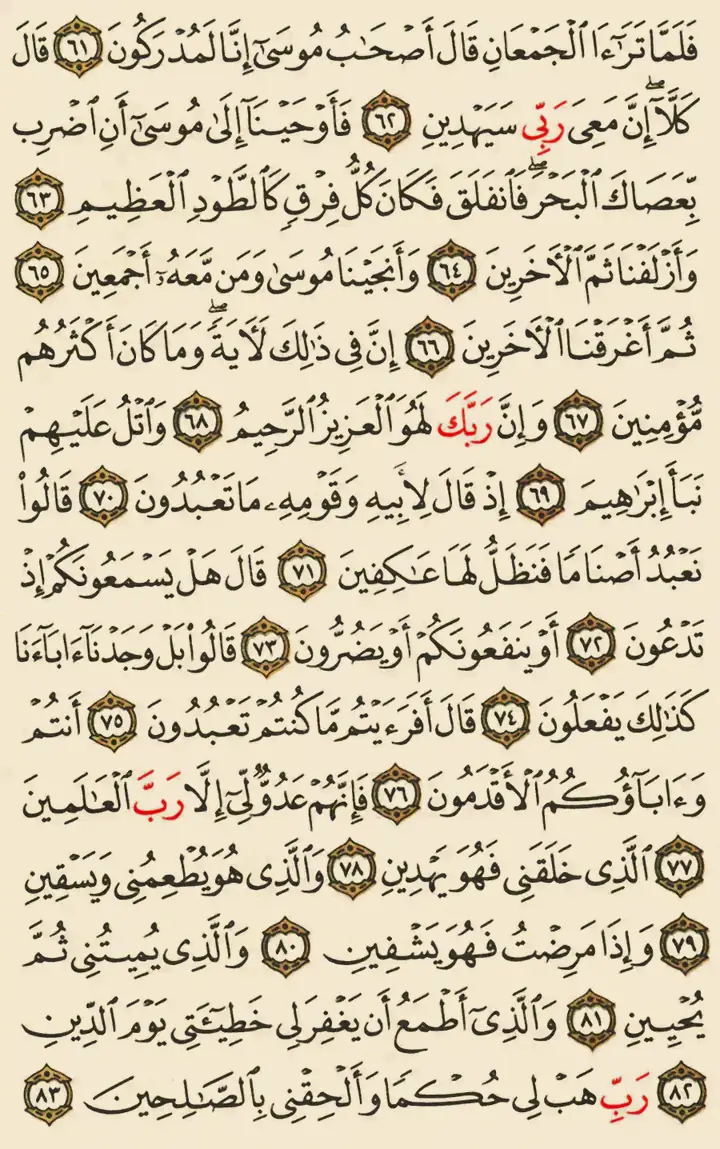 فَلَمَّا تَرَٰٓءَا ٱلۡجَمۡعَانِ قَالَ أَصۡحَٰبُ مُوسَىٰٓ إِنَّا لَمُدۡرَكُونَ ٦١ قَالَ
كَلَّآۖ إِنَّ مَعِيَ رَبِّي سَيَهۡدِينِ ٦٢ فَأَوۡحَيۡنَآ إِلَىٰ مُوسَىٰٓ أَنِ ٱضۡرِب
بِّعَصَاكَ ٱلۡبَحۡرَۖ فَٱنفَلَقَ فَكَانَ كُلُّ فِرۡقٖ كَٱلطَّوۡدِ ٱلۡعَظِيمِ ٦٣
وَأَزۡلَفۡنَا ثَمَّ ٱلۡأٓخَرِينَ ٦٤ وَأَنجَيۡنَا مُوسَىٰ وَمَن مَّعَهُۥٓ أَجۡمَعِينَ ٦٥
ثُمَّ أَغۡرَقۡنَا ٱلۡأٓخَرِينَ ٦٦ إِنَّ فِي ذَٰلِكَ لَأٓيَةٗۖ وَمَا كَانَ أَكۡثَرُهُم
مُّؤۡمِنِينَ ٦٧ وَإِنَّ رَبَّكَ لَهُوَ ٱلۡعَزِيزُ ٱلرَّحِيمُ ٦٨ وَٱتۡلُ عَلَيۡهِمۡ
نَبَأَ إِبۡرَٰهِيمَ ٦٩ إِذۡ قَالَ لِأَبِيهِ وَقَوۡمِهِۦ مَا تَعۡبُدُونَ ٧٠ قَالُواْ
نَعۡبُدُ أَصۡنَامٗا فَنَظَلُّ لَهَا عَٰكِفِينَ ٧١ قَالَ هَلۡ يَسۡمَعُونَكُمۡ إِذۡ
تَدۡعُونَ ٧٢ أَوۡ يَنفَعُونَكُمۡ أَوۡ يَضُرُّونَ ٧٣ قَالُواْ بَلۡ وَجَدۡنَآ ءَابَآءَنَا
كَذَٰلِكَ يَفۡعَلُونَ ٧٤ قَالَ أَفَرَءَيۡتُم مَّا كُنتُمۡ تَعۡبُدُونَ ٧٥ أَنتُمۡ
وَءَابَآؤُكُمُ ٱلۡأَقۡدَمُونَ ٧٦ فَإِنَّهُمۡ عَدُوّٞ لِّيٓ إِلَّا رَبَّ ٱلۡعَٰلَمِينَ
٧٧ ٱلَّذِي خَلَقَنِي فَهُوَ يَهۡدِينِ ٧٨ وَٱلَّذِي هُوَ يُطۡعِمُنِي وَيَسۡقِينِ
٧٩ وَإِذَا مَرِضۡتُ فَهُوَ يَشۡفِينِ ٨٠ وَٱلَّذِي يُمِيتُنِي ثُمَّ
يُحۡيِينِ ٨١ وَٱلَّذِيٓ أَطۡمَعُ أَن يَغۡفِرَ لِي خَطِيٓـَٔتِي يَوۡمَ ٱلدِّينِ
٨٢ رَبِّ هَبۡ لِي حُكۡمٗا وَأَلۡحِقۡنِي بِٱلصَّٰلِحِينَ ٨٣